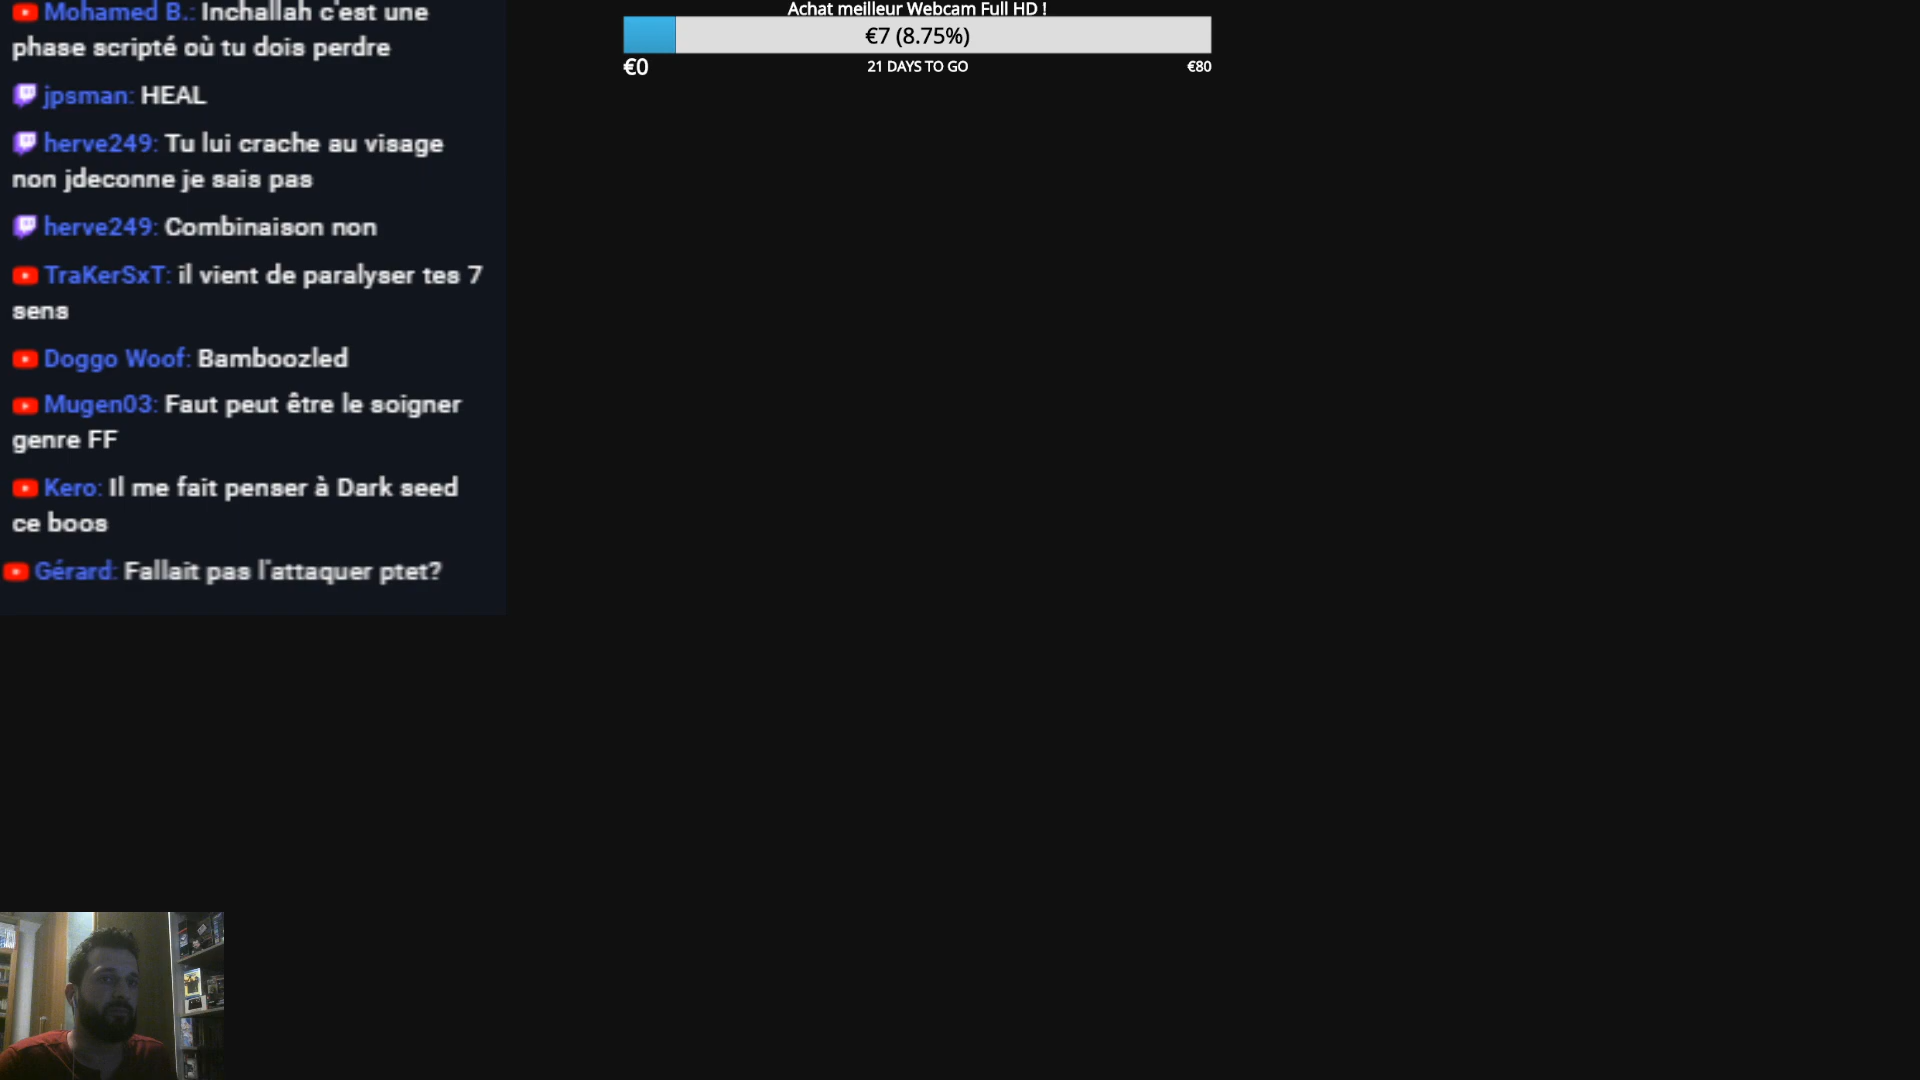 Mohamed B.: Inchallah c'est une
phase scripté où tu dois perdre
jpsman: HEAL
herve249: Tu lui crache au visage
non jdeconne je sais pas
herve249: Combinaison non
TraKerSxT: il vient de paralyser tes 7
sens
Doggo Woof: Bamboozled
Mugen03: Faut peut être le soigner
genre FF
Kero: Il me fait penser à Dark seed
ce boos
Gérard: Fallait pas l'attaquer ptet?
Achat meilleur Webcam Full HD !
€7 (8.75%)
€0 21 DAYS TO GO €80